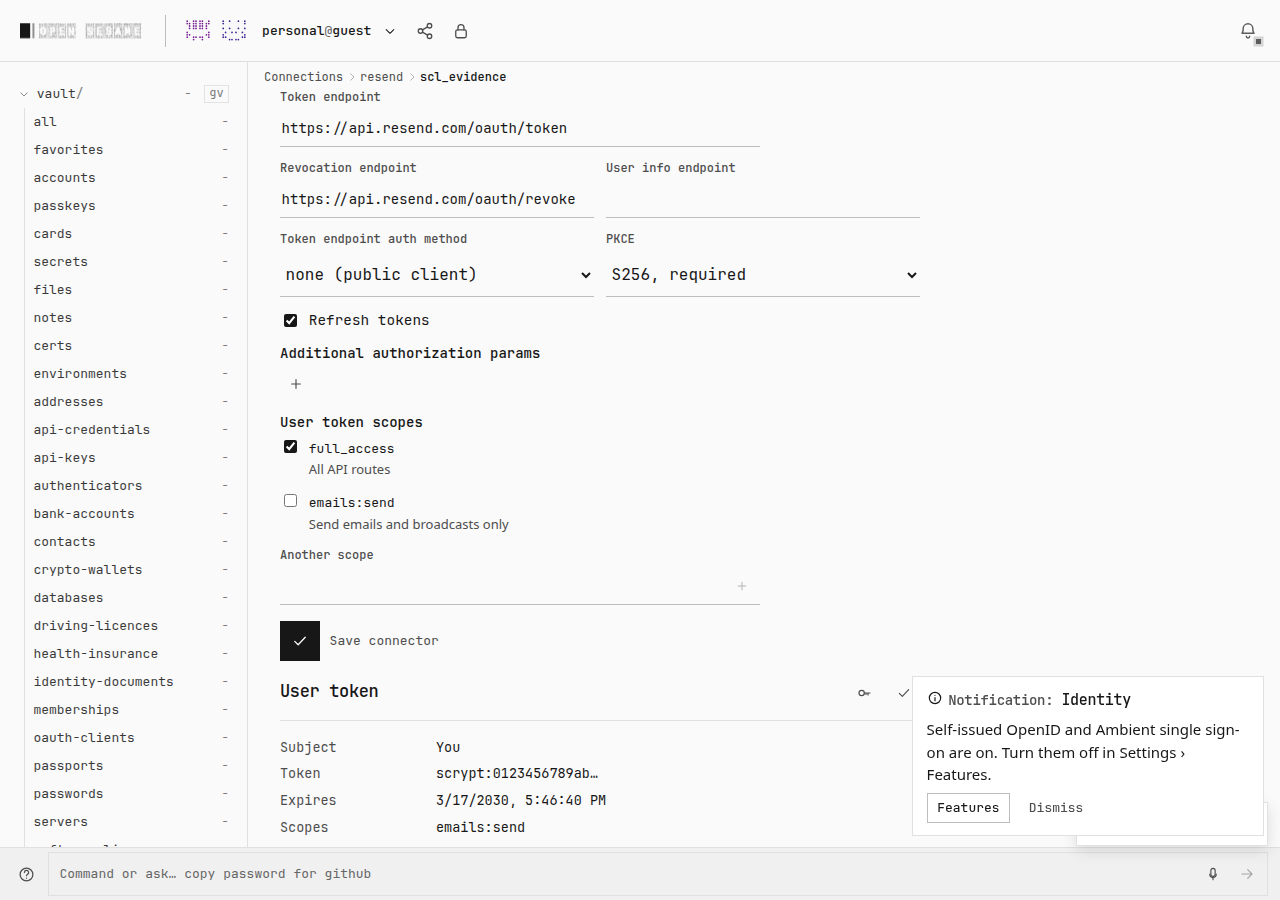 OPEN SESAME
personal@guest
Connections > resend > scl_evidence
vault/ - gv
all -
favorites -
accounts -
passkeys -
cards -
secrets -
files -
notes -
certs -
environments -
addresses -
api-credentials -
api-keys -
authenticators -
bank-accounts -
contacts -
crypto-wallets -
databases -
driving-licences -
health-insurance -
identity-documents -
memberships -
oauth-clients -
passports -
passwords -
servers -
Token endpoint
https://api.resend.com/oauth/token
Revocation endpoint
https://api.resend.com/oauth/revoke
User info endpoint
Token endpoint auth method
none (public client)
PKCE
S256, required
Refresh tokens
Additional authorization params
User token scopes
full_access
All API routes
emails:send
Send emails and broadcasts only
Another scope
Save connector
User token
Subject You
Token scrypt:0123456789ab…
Expires 3/17/2030, 5:46:40 PM
Scopes emails:send
Notification: Identity
Self-issued OpenID and Ambient single sign-
on are on. Turn them off in Settings ›
Features.
Features Dismiss
Command or ask… copy password for github